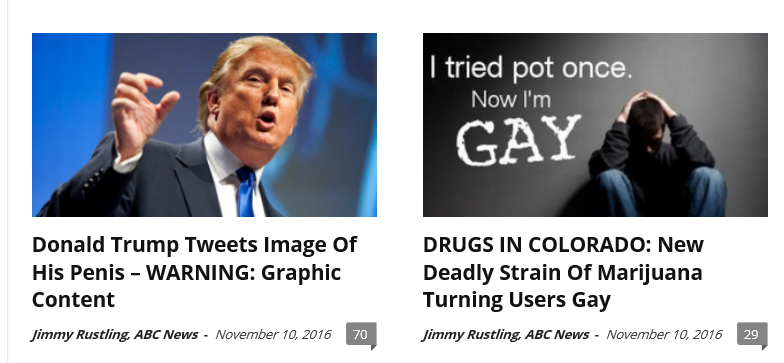 I tried pot once.
Now I'm
GAY
Donald Trump Tweets Image Of
His Penis – WARNING: Graphic
Content
Jimmy Rustling, ABC News - November 10, 2016 70
DRUGS IN COLORADO: New
Deadly Strain Of Marijuana
Turning Users Gay
Jimmy Rustling, ABC News - November 10, 2016 29